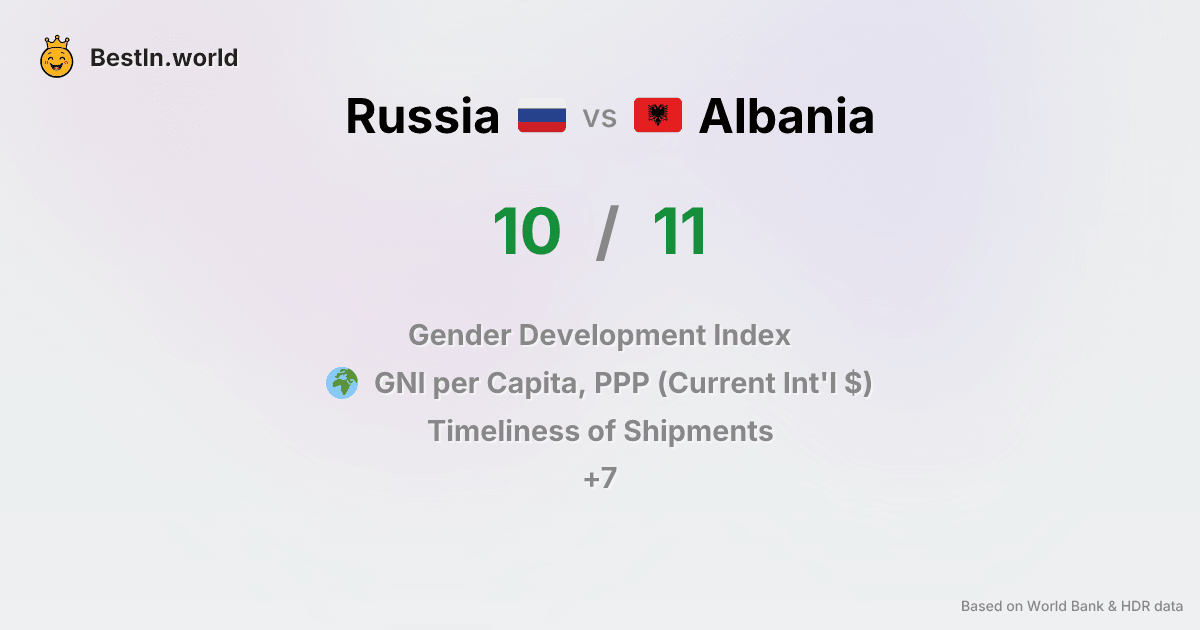 BestIn.world
Russia vs Albania
10 / 11
Gender Development Index
GNI per Capita, PPP (Current Int'l $)
Timeliness of Shipments
+7
Based on World Bank & HDR data